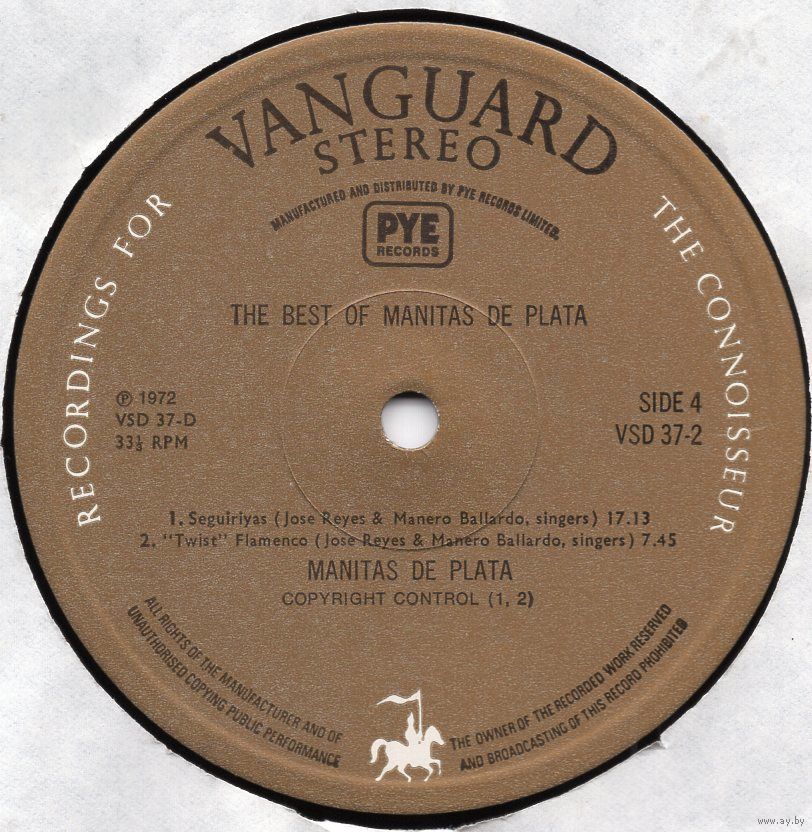 VANGUARD
STEREO
MANUFACTURED AND DISTRIBUTED BY PYE RECORDS LIMITED.
PYE
RECORDS
RECORDINGS FOR
THE CONNOISSEUR
THE BEST OF MANITAS DE PLATA
℗ 1972
VSD 37-D
33⅓ RPM
SIDE 4
VSD 37-2
1. Seguiriyas (Jose Reyes & Manero Ballardo, singers) 17.13
2. "Twist" Flamenco (Jose Reyes & Manero Ballardo, singers) 7.45
MANITAS DE PLATA
COPYRIGHT CONTROL (1, 2)
ALL RIGHTS OF THE MANUFACTURER AND OF THE OWNER OF THE RECORDED WORK RESERVED
UNAUTHORISED COPYING PUBLIC PERFORMANCE AND BROADCASTING OF THIS RECORD PROHIBITED
www.ay.by